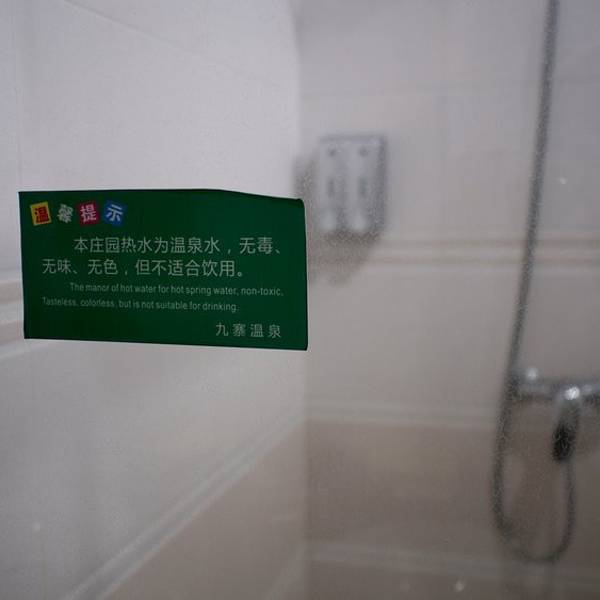 温馨提示
本庄园热水为温泉水，无毒、
无味、无色，但不适合饮用。
The manor of hot water for hot spring water, non-toxic,
Tasteless, colorless, but is not suitable for drinking.
九寨温泉